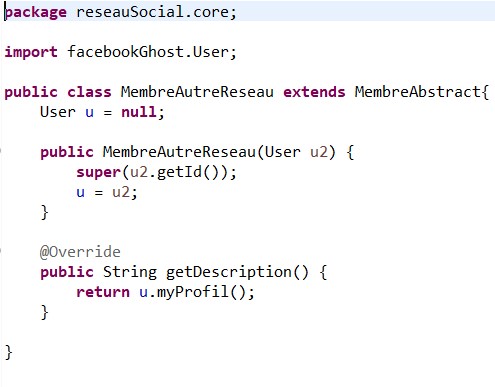 package reseauSocial.core;
import facebookGhost.User;
public class MembreAutreReseau extends MembreAbstract{
User u = null;
public MembreAutreReseau(User u2) {
super(u2.getId());
u = u2;
}
@Override
public String getDescription() {
return u.myProfil();
}
}